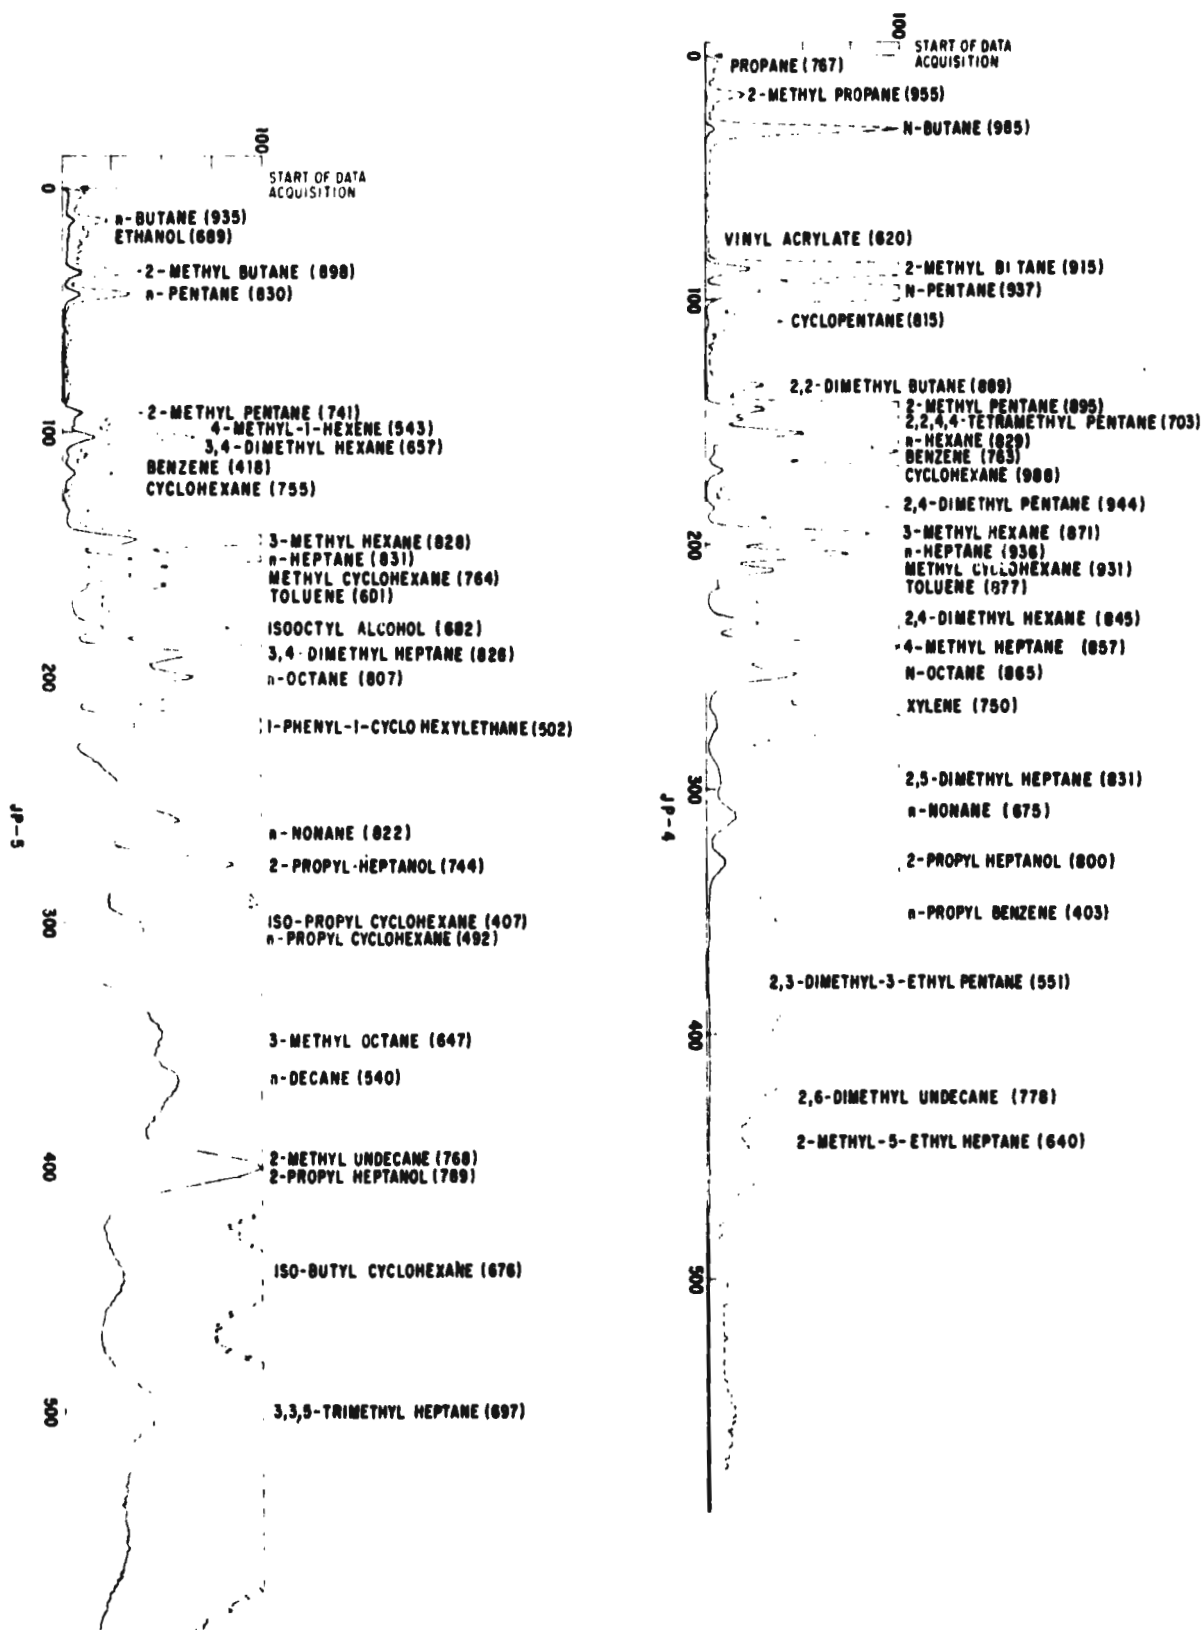 100
START OF DATA
ACQUISITION
0
n-BUTANE (935)
ETHANOL (689)
2-METHYL BUTANE (898)
n-PENTANE (830)
2-METHYL PENTANE (741)
4-METHYL-1-HEXENE (543)
100
3,4-DIMETHYL HEXANE (657)
BENZENE (418)
CYCLOHEXANE (755)
3-METHYL HEXANE (828)
n-HEPTANE (831)
METHYL CYCLOHEXANE (764)
TOLUENE (601)
ISOOCTYL ALCOHOL (682)
3,4-DIMETHYL HEPTANE (826)
200
n-OCTANE (807)
1-PHENYL-1-CYCLO HEXYLETHANE (502)
JP-5
n-NONANE (822)
2-PROPYL-HEPTANOL (744)
300
ISO-PROPYL CYCLOHEXANE (407)
n-PROPYL CYCLOHEXANE (492)
3-METHYL OCTANE (647)
n-DECANE (540)
400
2-METHYL UNDECANE (768)
2-PROPYL HEPTANOL (789)
ISO-BUTYL CYCLOHEXANE (676)
500
3,3,5-TRIMETHYL HEPTANE (697)
100
START OF DATA
ACQUISITION
0
PROPANE (767)
2-METHYL PROPANE (955)
N-BUTANE (985)
VINYL ACRYLATE (620)
2-METHYL BI TANE (915)
N-PENTANE (937)
100
CYCLOPENTANE (815)
2,2-DIMETHYL BUTANE (889)
2-METHYL PENTANE (895)
2,2,4,4-TETRAMETHYL PENTANE (703)
n-HEXANE (829)
BENZENE (763)
CYCLOHEXANE (988)
2,4-DIMETHYL PENTANE (944)
3-METHYL HEXANE (871)
200
n-HEPTANE (936)
METHYL CYCLOHEXANE (931)
TOLUENE (877)
2,4-DIMETHYL HEXANE (845)
4-METHYL HEPTANE (857)
N-OCTANE (865)
XYLENE (750)
2,5-DIMETHYL HEPTANE (831)
300
JP-4
n-NONANE (675)
2-PROPYL HEPTANOL (800)
n-PROPYL BENZENE (403)
2,3-DIMETHYL-3-ETHYL PENTANE (551)
400
2,6-DIMETHYL UNDECANE (778)
2-METHYL-5-ETHYL HEPTANE (640)
500